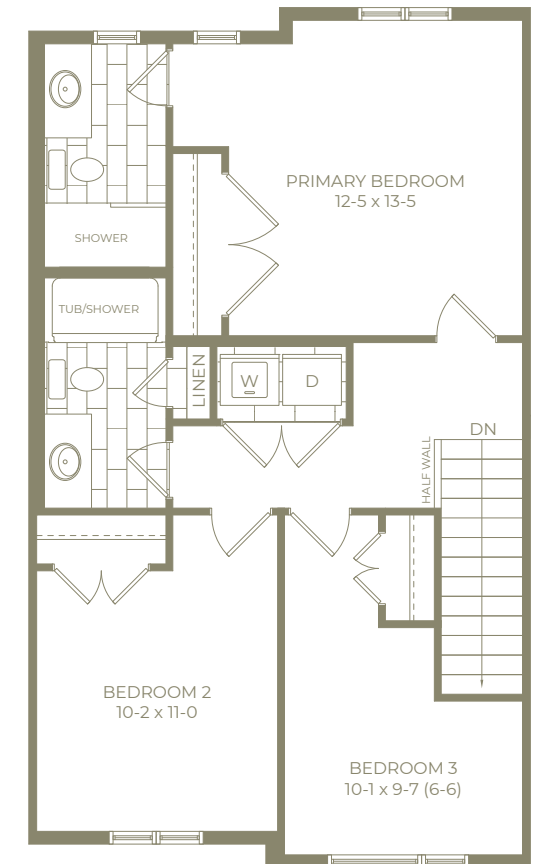 PRIMARY BEDROOM
12-5 x 13-5
SHOWER
TUB/SHOWER
LINEN
W
D
DN
HALF WALL
BEDROOM 2
10-2 x 11-0
BEDROOM 3
10-1 x 9-7 (6-6)